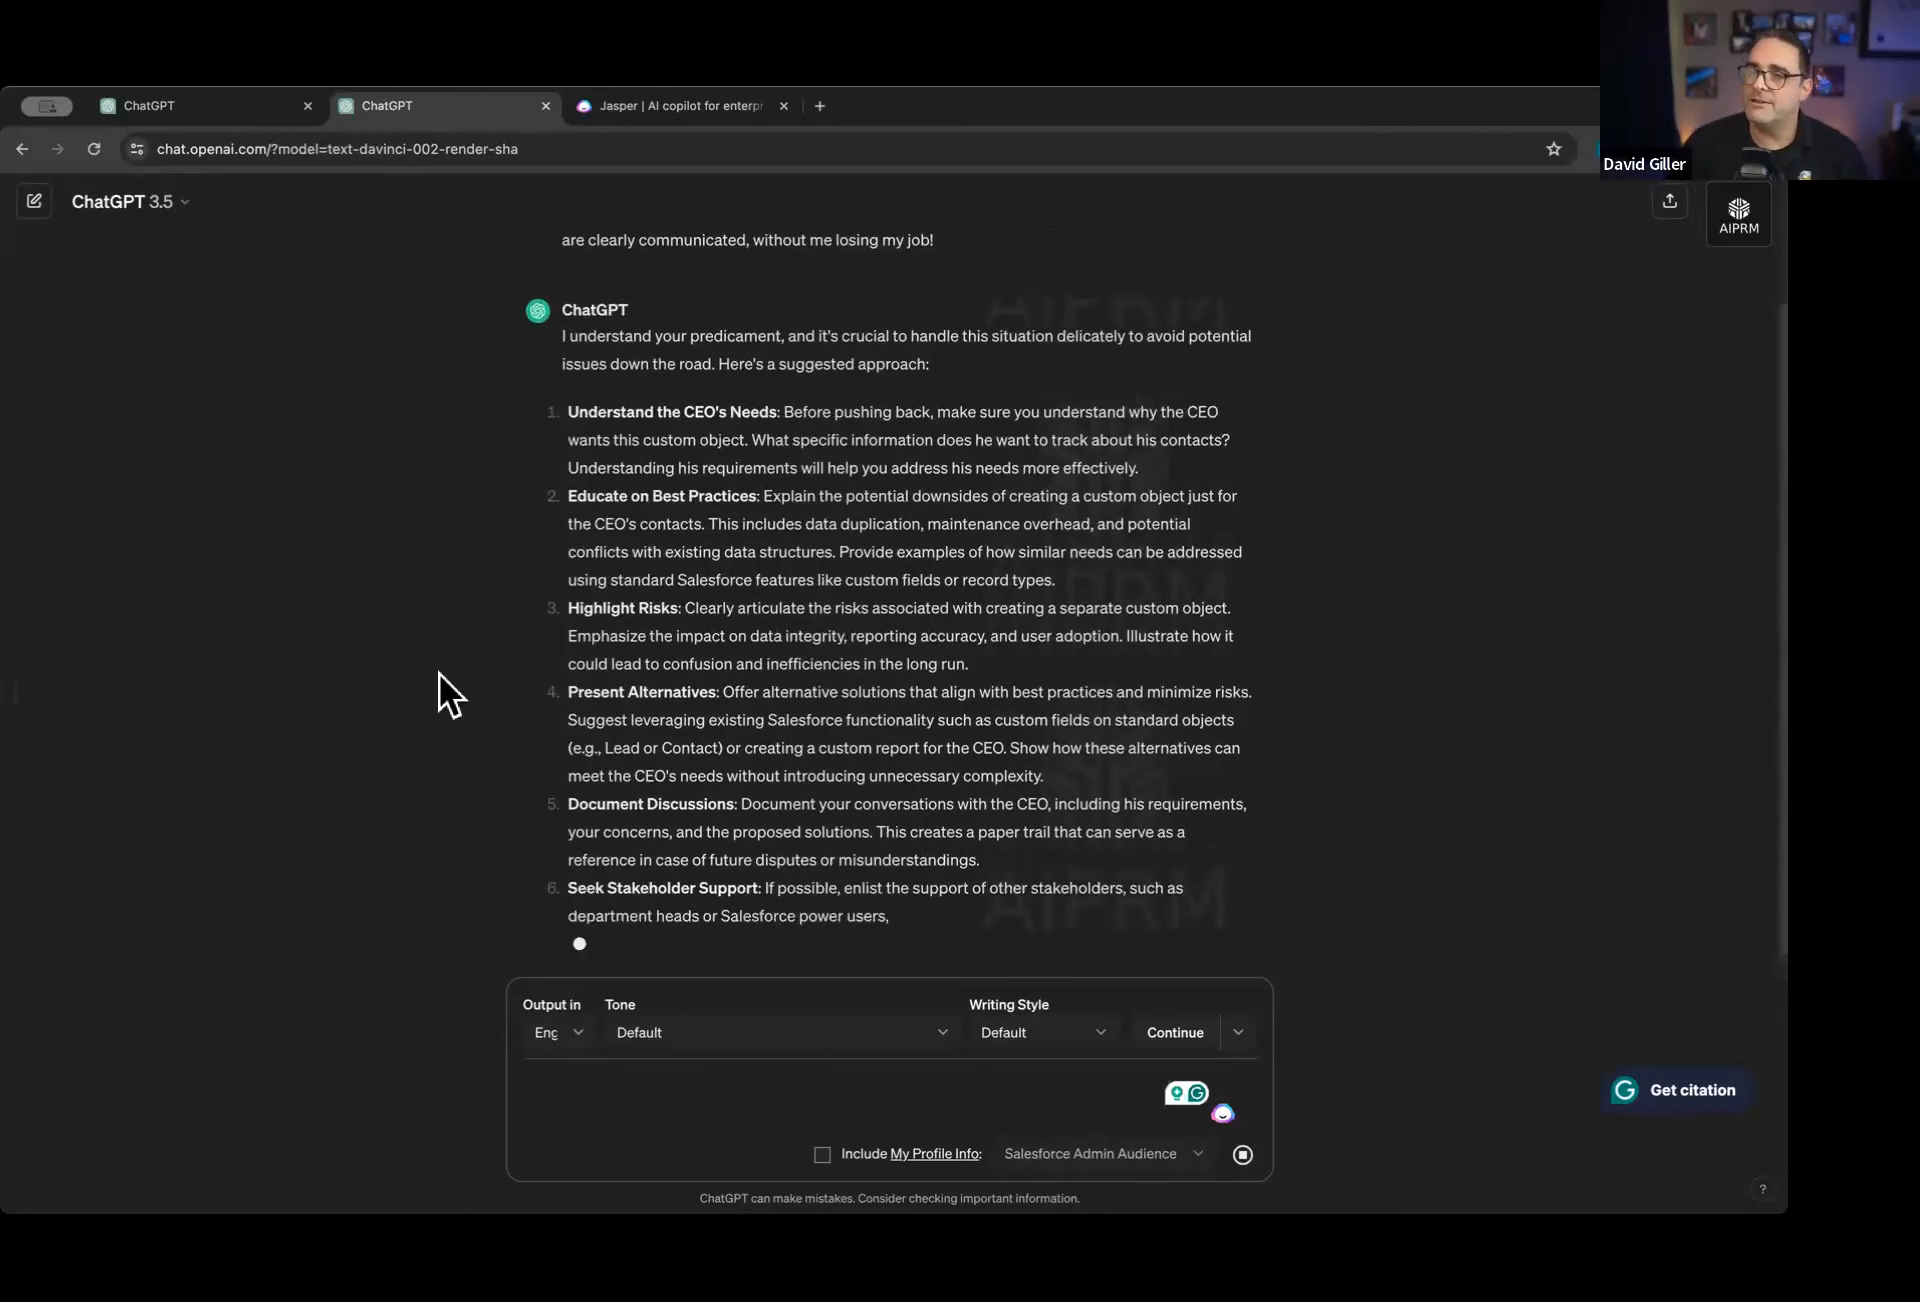 ChatGPT
ChatGPT
Jasper | AI copilot for enterpr
chat.openai.com/?model=text-davinci-002-render-sha
David Giller
ChatGPT 3.5
AIPRM
are clearly communicated, without me losing my job!
ChatGPT
I understand your predicament, and it's crucial to handle this situation delicately to avoid potential
issues down the road. Here's a suggested approach:
1. Understand the CEO's Needs: Before pushing back, make sure you understand why the CEO
wants this custom object. What specific information does he want to track about his contacts?
Understanding his requirements will help you address his needs more effectively.
2. Educate on Best Practices: Explain the potential downsides of creating a custom object just for
the CEO's contacts. This includes data duplication, maintenance overhead, and potential
conflicts with existing data structures. Provide examples of how similar needs can be addressed
using standard Salesforce features like custom fields or record types.
3. Highlight Risks: Clearly articulate the risks associated with creating a separate custom object.
Emphasize the impact on data integrity, reporting accuracy, and user adoption. Illustrate how it
could lead to confusion and inefficiencies in the long run.
4. Present Alternatives: Offer alternative solutions that align with best practices and minimize risks.
Suggest leveraging existing Salesforce functionality such as custom fields on standard objects
(e.g., Lead or Contact) or creating a custom report for the CEO. Show how these alternatives can
meet the CEO's needs without introducing unnecessary complexity.
5. Document Discussions: Document your conversations with the CEO, including his requirements,
your concerns, and the proposed solutions. This creates a paper trail that can serve as a
reference in case of future disputes or misunderstandings.
6. Seek Stakeholder Support: If possible, enlist the support of other stakeholders, such as
department heads or Salesforce power users,
AIPRM
Output in Tone Writing Style
Eng Default Default Continue
Get citation
Include My Profile Info: Salesforce Admin Audience
ChatGPT can make mistakes. Consider checking important information.
?